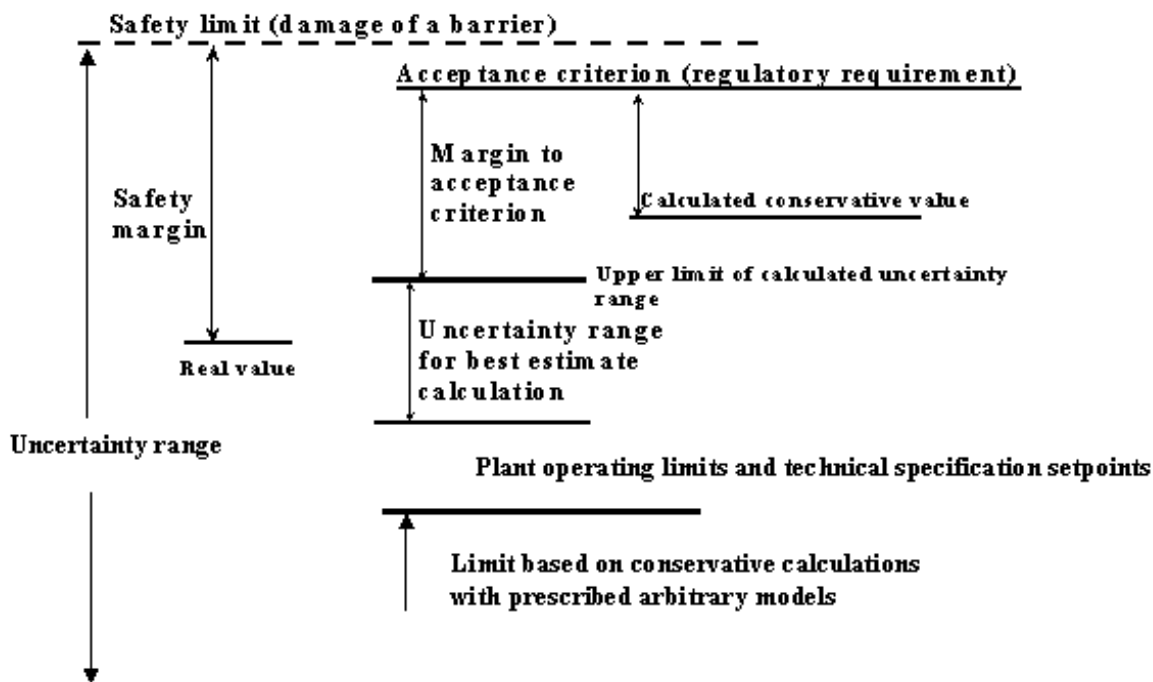 Safety limit (damage of a barrier)
Acceptance criterion (regulatory requirement)
Margin to
acceptance
criterion
Safety
margin
Calculated conservative value
Upper limit of calculated uncertainty
range
Uncertainty range
for best estimate
calculation
Real value
Uncertainty range
Plant operating limits and technical specification setpoints
Limit based on conservative calculations
with prescribed arbitrary models